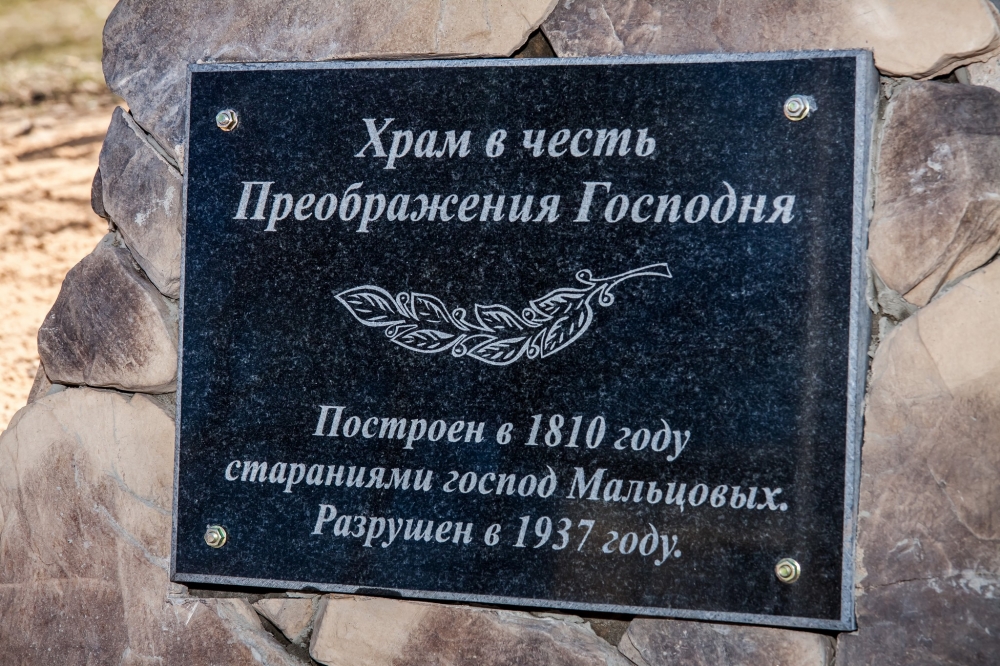 Храм в честь
Преображения Господня
Построен в 1810 году
стараниями господ Мальцовых.
Разрушен в 1937 году.